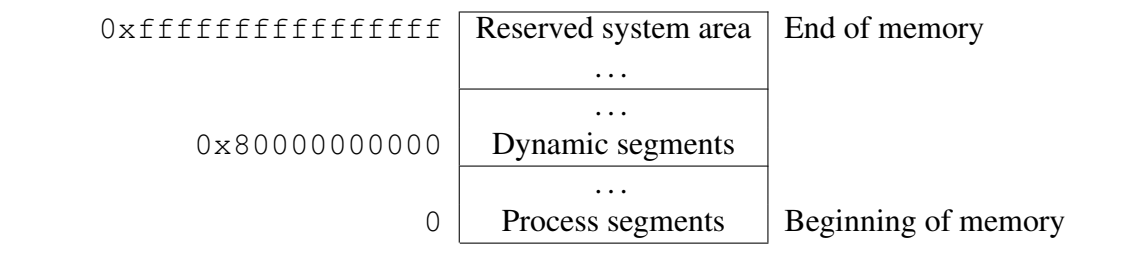 0xffffffffffffffff Reserved system area End of memory
...
...
0x80000000000 Dynamic segments
...
0 Process segments Beginning of memory